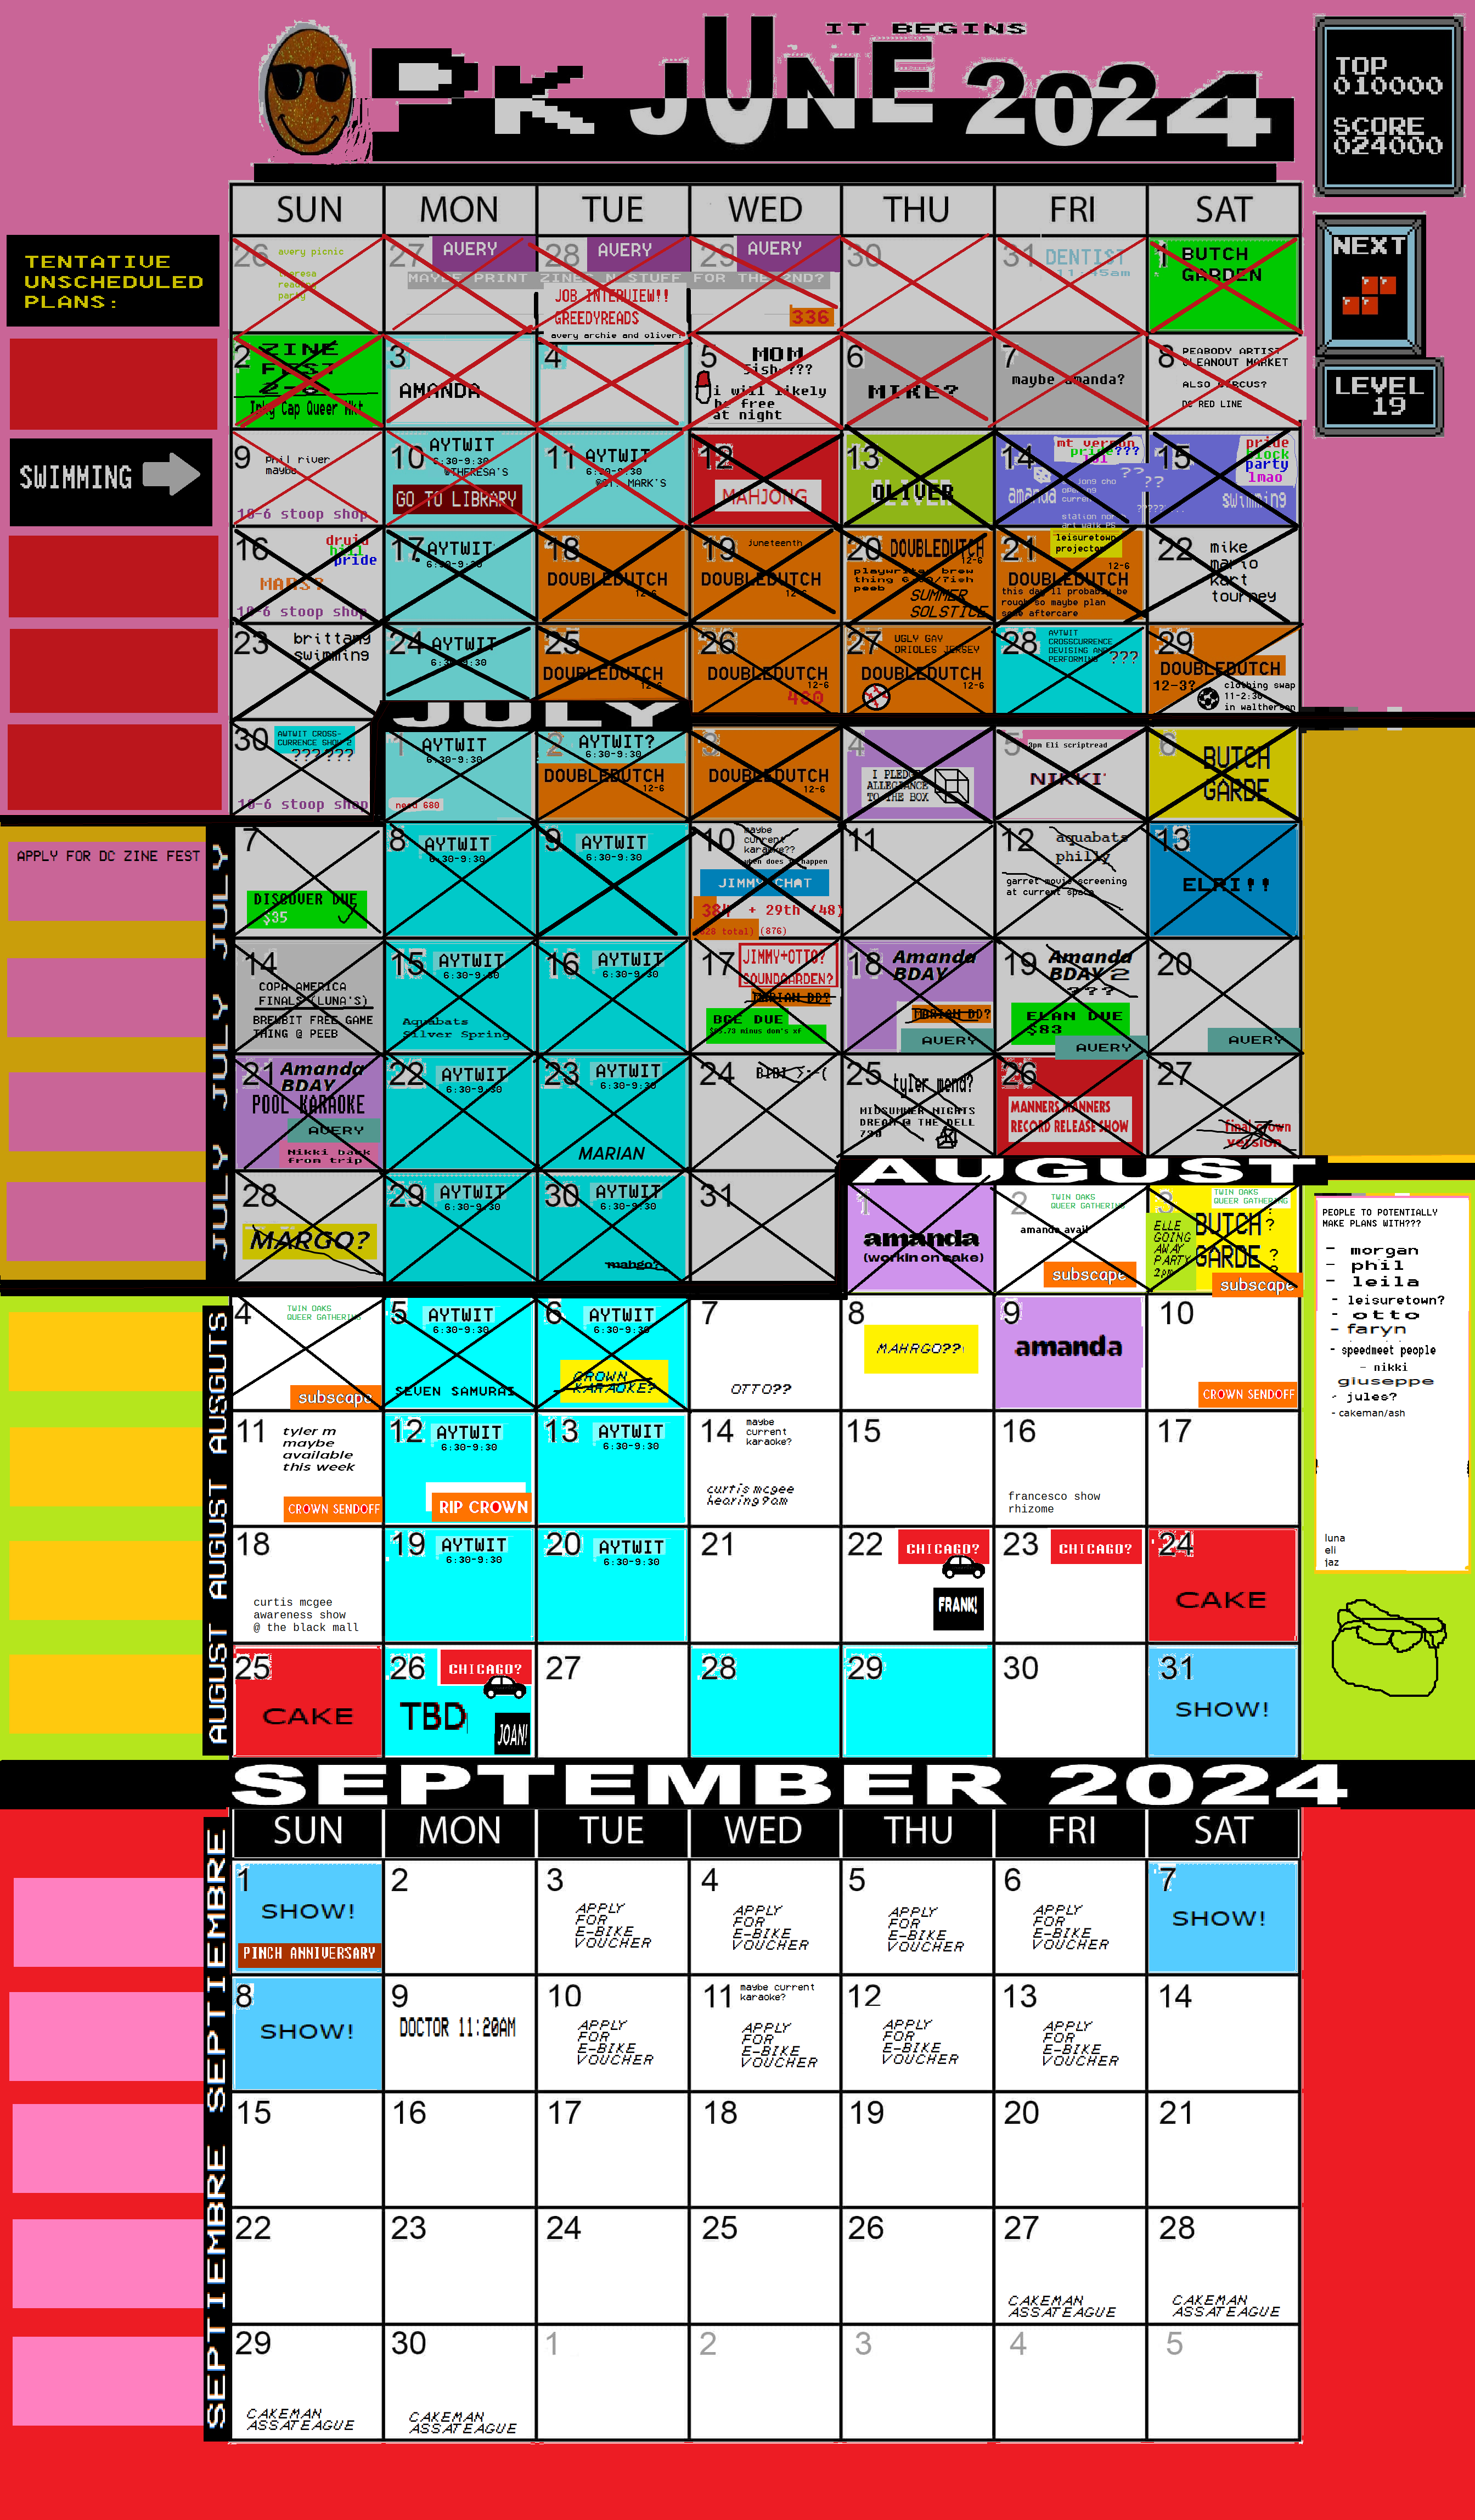 IT BEGINS
PK JUNE 2024
TOP
010000
SCORE
024000
NEXT
LEVEL
19
TENTATIVE
UNSCHEDULED
PLANS:
SWIMMING
SUN MON TUE WED THU FRI SAT
26 avery picnic
theresa
reading
party
27 AVERY
28 AVERY
29 AVERY
MAYBE PRINT ZINES N STUFF FOR THE 2ND?
JOB INTERVIEW!!
GREEDYREADS
avery archie and oliver?
336
30
31 DENTIST
11:45am
1 BUTCH
GARDEN
2 ZINE
FEST
2-8
Inky Cap Queer Mkt
3
AMANDA
4
5 MOM
fish-???
i will likely
be free
at night
6
MIKE?
7
maybe amanda?
8 PEABODY ARTIST
CLEANOUT MARKET
ALSO CIRCUS?
DC RED LINE
9 phil river
maybe
10-6 stoop shop
10 AYTWIT
6:30-9:30
@THERESA'S
GO TO LIBRARY
11 AYTWIT
6:30-9:30
@ST. MARK'S
12
MAHJONG
13
OLIVER
14 mt vernon
pride???
lol
??
amanda
jong cho
opening
current
station nor
art walk PS
15 pride
block
party
lmao
??
swimming
??????...
16 druid
hill
pride
MARS?
10-6 stoop shop
17 AYTWIT
6:30-9:30
18
DOUBLEDUTCH
12-6
19 Juneteenth
DOUBLEDUTCH
12-6
20 DOUBLEDUTCH
12-6
playwrites brew
thing 6:30/7ish
peeb
SUMMER
SOLSTICE
21 leisuretown
projector
12-6
DOUBLEDUTCH
this day'll probably be
rough so maybe plan
some aftercare
22 mike
mario
kart
tourney
23 brittany
swimming
24 AYTWIT
6:30-9:30
25
DOUBLEDUTCH
12-6
26
DOUBLEDUTCH
12-6
480
27 UGLY GAY
ORIOLES JERSEY
DOUBLEDUTCH
12-6
28 AYTWIT
CROSSCURRENCE
DEVISING AND
PERFORMING ???
29
DOUBLEDUTCH
12-3?
clothing swap
11-2:30
in waltherson
JULY
30 AWTWIT CROSS-
CURRENCE SHOW 2
??????
10-6 stoop shop
1 AYTWIT
6:30-9:30
need 680
2 AYTWIT?
6:30-9:30
DOUBLEDUTCH
12-6
3
DOUBLEDUTCH
12-6
4
I PLEDGE
ALLEGIANCE
TO THE BOX
5 3pm Eli scriptread
NIKKI
6
BUTCH
GARDE
APPLY FOR DC ZINE FEST
JULY JULY JULY
7
DISCOVER DUE
$35
8 AYTWIT
6:30-9:30
9 AYTWIT
6:30-9:30
10 maybe
current
karaoke??
when does it happen
JIMMY CHAT
384 + 29th (48)
(828 total) (876)
11
12 aquabats
philly
garret movie screening
at current space
13
ELRI!!
14
COPA AMERICA
FINALS (LUNA'S)
BREWBIT FREE GAME
THING @ PEEB
15 AYTWIT
6:30-9:30
Aquabats
Silver Spring
16 AYTWIT
6:30-9:30
17 JIMMY+OTTO?
SOUNDGARDEN?
MARIAN DD?
BGE DUE
$85.73 minus dom's xf
18 Amanda
BDAY
MARIAN DD?
AVERY
19 Amanda
BDAY 2
???
ELAN DUE
$83
AVERY
20
AVERY
21 Amanda
BDAY
POOL KARAOKE
AVERY
Nikki back
from trip
22 AYTWIT
6:30-9:30
23 AYTWIT
6:30-9:30
MARIAN
24 BIBI >:-(
25 tyler mond?
MIDSUMMER NIGHTS
DREAM @ THE DELL
730
26
MANNERS MANNERS
RECORD RELEASE SHOW
27
final crown
version
AUGUST
28
MARGO?
29 AYTWIT
6:30-9:30
30 AYTWIT
6:30-9:30
mahgo?
31
1
amanda
(workin on cake)
2 TWIN OAKS
QUEER GATHERING
amanda avail
subscape
3 TWIN OAKS
QUEER GATHERING
ELLE
GOING
AWAY
PARTY
2pm
BUTCH ?
GARDE ?
?
subscape
PEOPLE TO POTENTIALLY
MAKE PLANS WITH???
- morgan
- phil
- leila
- leisuretown?
- otto
- faryn
- speedmeet people
- nikki
giuseppe
- jules?
- cakeman/ash
luna
eli
jaz
AUGUST AUGUST AUGUST AUSGUTS
4 TWIN OAKS
QUEER GATHERING
subscape
5 AYTWIT
6:30-9:30
SEVEN SAMURAI
6 AYTWIT
6:30-9:30
CROWN
KARAOKE?
7
OTTO??
8
MAHRGO??
9
amanda
10
CROWN SENDOFF
11 tyler m
maybe
available
this week
CROWN SENDOFF
12 AYTWIT
6:30-9:30
RIP CROWN
13 AYTWIT
6:30-9:30
14 maybe
current
karaoke?
curtis mcgee
hearing 9am
15
16
francesco show
rhizome
17
18
curtis mcgee
awareness show
@ the black mall
19 AYTWIT
6:30-9:30
20 AYTWIT
6:30-9:30
21
22 CHICAGO?
FRANK!
23 CHICAGO?
24
CAKE
25
CAKE
26 CHICAGO?
TBD
JOAN!
27
28
29
30
31
SHOW!
SEPTEMBER 2024
SUN MON TUE WED THU FRI SAT
SEPTIEMBRE SEPTIEMBRE
1
SHOW!
PINCH ANNIVERSARY
2
3
APPLY
FOR
E-BIKE
VOUCHER
4
APPLY
FOR
E-BIKE
VOUCHER
5
APPLY
FOR
E-BIKE
VOUCHER
6
APPLY
FOR
E-BIKE
VOUCHER
7
SHOW!
8
SHOW!
9
DOCTOR 11:20AM
10
APPLY
FOR
E-BIKE
VOUCHER
11 maybe current
karaoke?
APPLY
FOR
E-BIKE
VOUCHER
12
APPLY
FOR
E-BIKE
VOUCHER
13
APPLY
FOR
E-BIKE
VOUCHER
14
15 16 17 18 19 20 21
22 23 24 25 26 27 28
CAKEMAN
ASSATEAGUE
CAKEMAN
ASSATEAGUE
29 30 1 2 3 4 5
CAKEMAN
ASSATEAGUE
CAKEMAN
ASSATEAGUE